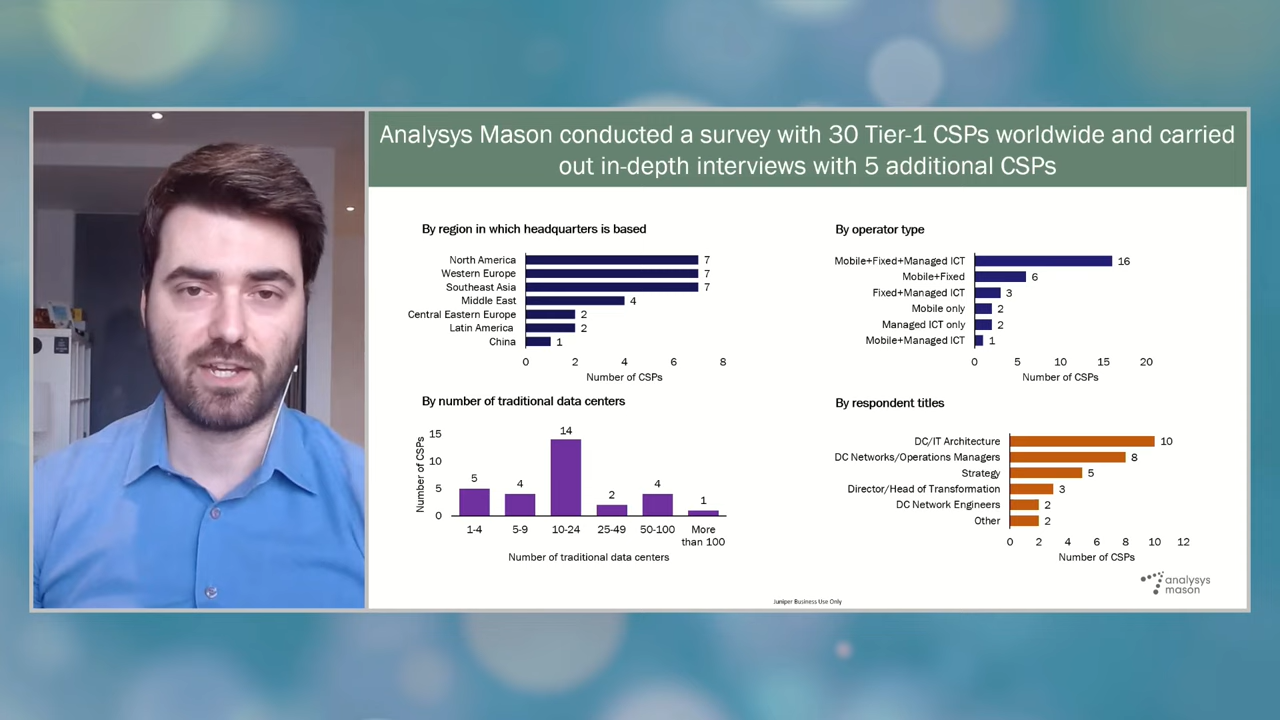 Analysys Mason conducted a survey with 30 Tier-1 CSPs worldwide and carried
out in-depth interviews with 5 additional CSPs
By region in which headquarters is based
North America 7
Western Europe 7
Southeast Asia 7
Middle East 4
Central Eastern Europe 2
Latin America 2
China 1
0 2 4 6 8
Number of CSPs
By operator type
Mobile+Fixed+Managed ICT 16
Mobile+Fixed 6
Fixed+Managed ICT 3
Mobile only 2
Managed ICT only 2
Mobile+Managed ICT 1
0 5 10 15 20
Number of CSPs
By number of traditional data centers
Number of CSPs
15
10
5
0
5 4 14 2 4 1
1-4 5-9 10-24 25-49 50-100 More
than 100
Number of traditional data centers
By respondent titles
DC/IT Architecture 10
DC Networks/Operations Managers 8
Strategy 5
Director/Head of Transformation 3
DC Network Engineers 2
Other 2
0 2 4 6 8 10 12
Number of CSPs
analysys
mason
Juniper Business Use Only